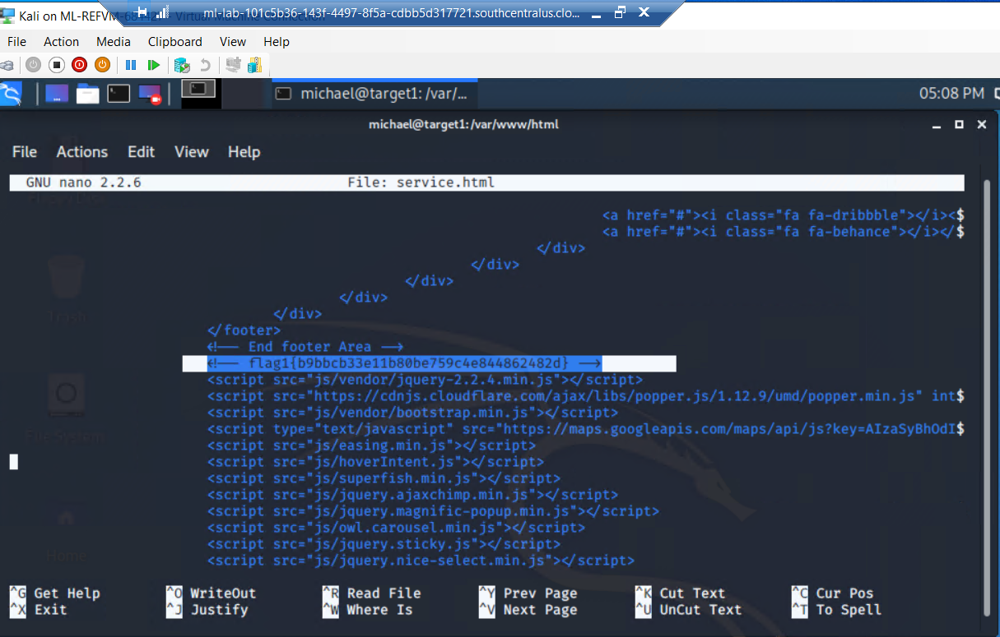 Kali on ML-REFVM-684427 - Virtual Machine Connection
ml-lab-101c5b36-143f-4497-8f5a-cdbb5d317721.southcentralus.clo...
File Action Media Clipboard View Help
michael@target1: /var/... 05:08 PM
michael@target1: /var/www/html
File Actions Edit View Help
GNU nano 2.2.6 File: service.html
<a href="#"><i class="fa fa-dribbble"></i><$
<a href="#"><i class="fa fa-behance"></i></$
</div>
</div>
</div>
</div>
</div>
</footer>
<!-- End footer Area -->
<!-- flag1{b9bbcb33e11b80be759c4e844862482d} -->
<script src="js/vendor/jquery-2.2.4.min.js"></script>
<script src="https://cdnjs.cloudflare.com/ajax/libs/popper.js/1.12.9/umd/popper.min.js" int$
<script src="js/vendor/bootstrap.min.js"></script>
<script type="text/javascript" src="https://maps.googleapis.com/maps/api/js?key=AIzaSyBhOdI$
<script src="js/easing.min.js"></script>
<script src="js/hoverIntent.js"></script>
<script src="js/superfish.min.js"></script>
<script src="js/jquery.ajaxchimp.min.js"></script>
<script src="js/jquery.magnific-popup.min.js"></script>
<script src="js/owl.carousel.min.js"></script>
<script src="js/jquery.sticky.js"></script>
<script src="js/jquery.nice-select.min.js"></script>
Trash
File System
Home
^G Get Help ^O WriteOut ^R Read File ^Y Prev Page ^K Cut Text ^C Cur Pos
^X Exit ^J Justify ^W Where Is ^V Next Page ^U UnCut Text ^T To Spell